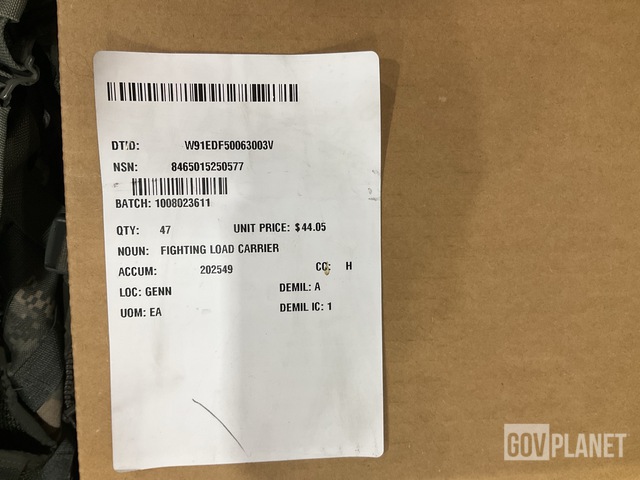 DTID: W91EDF50063003V
NSN: 8465015250577
BATCH: 1008023611
QTY: 47 UNIT PRICE: $44.05
NOUN: FIGHTING LOAD CARRIER
ACCUM: 202549 CC: H
LOC: GENN DEMIL: A
UOM: EA DEMIL IC: 1
GOVPLANET